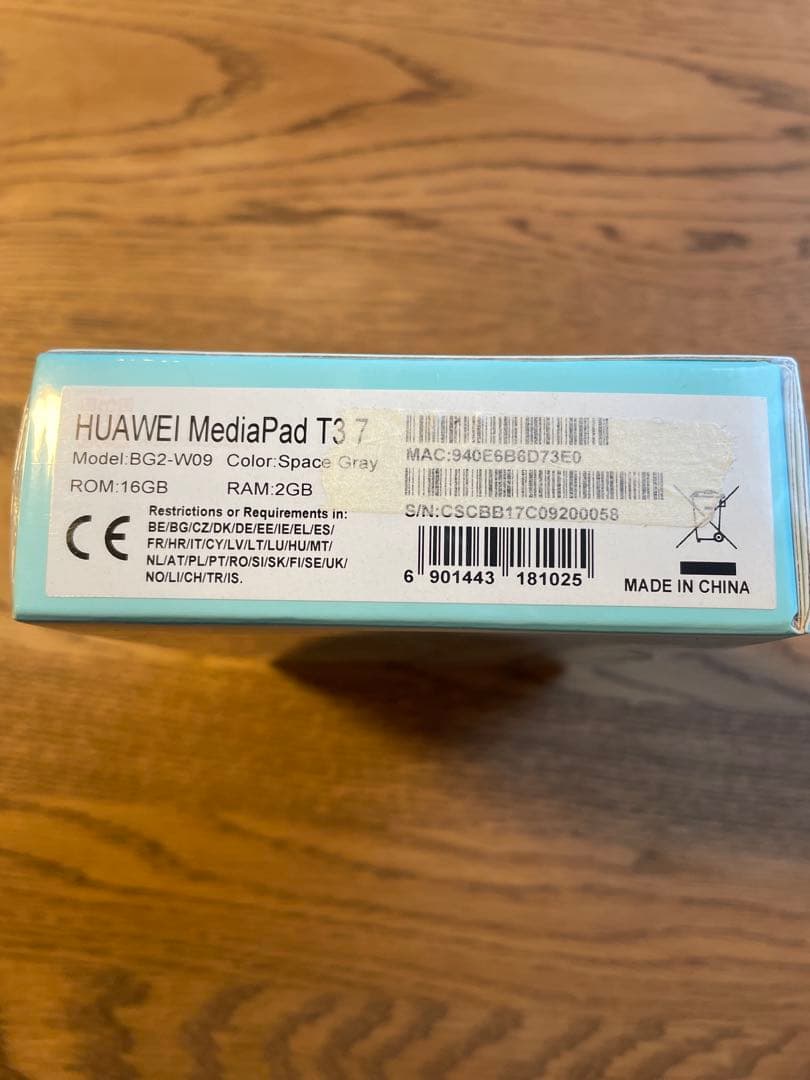 HUAWEI MediaPad T3 7
Model:BG2-W09 Color:Space Gray
ROM:16GB RAM:2GB
Restrictions or Requirements in:
BE/BG/CZ/DK/DE/EE/IE/EL/ES/
FR/HR/IT/CY/LV/LT/LU/HU/MT/
NL/AT/PL/PT/RO/SI/SK/FI/SE/UK/
NO/LI/CH/TR/IS.
CE
MAC:940E6B6D73E0
S/N:CSCBB17C09200058
6 901443 181025
MADE IN CHINA